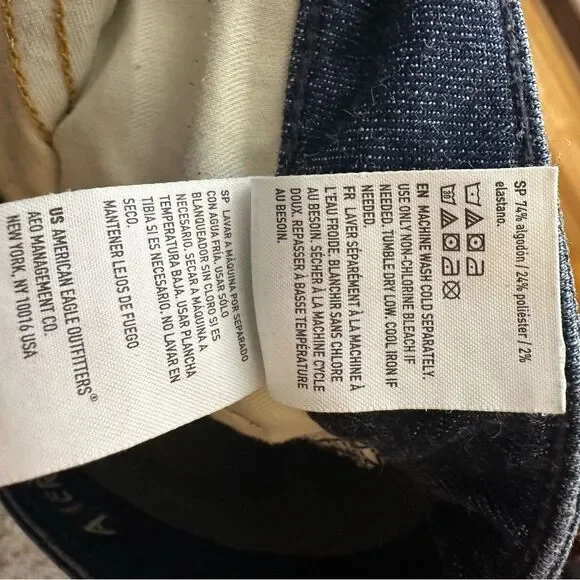 SP 74% algodón / 24% poliéster / 2%
elastano.
EN MACHINE WASH COLD SEPARATELY.
USE ONLY NON-CHLORINE BLEACH IF
NEEDED. TUMBLE DRY LOW. COOL IRON IF
NEEDED.
FR LAVER SÉPARÉMENT À LA MACHINE À
L'EAU FROIDE. BLANCHIR SANS CHLORE
AU BESOIN. SÉCHER À LA MACHINE CYCLE
DOUX. REPASSER À BASSE TEMPÉRATURE
AU BESOIN.
SP LAVAR A MÁQUINA POR SEPARADO
CON AGUA FRÍA. USAR SÓLO
BLANQUEADOR SIN CLORO SI ES
NECESARIO. SECAR A MÁQUINA A
TEMPERATURA BAJA. USAR PLANCHA
TIBIA SI ES NECESARIO. NO LAVAR EN
SECO.
MANTENER LEJOS DE FUEGO
US AMERICAN EAGLE OUTFITTERS®
AEO MANAGEMENT CO.
NEW YORK, NY 10016 USA